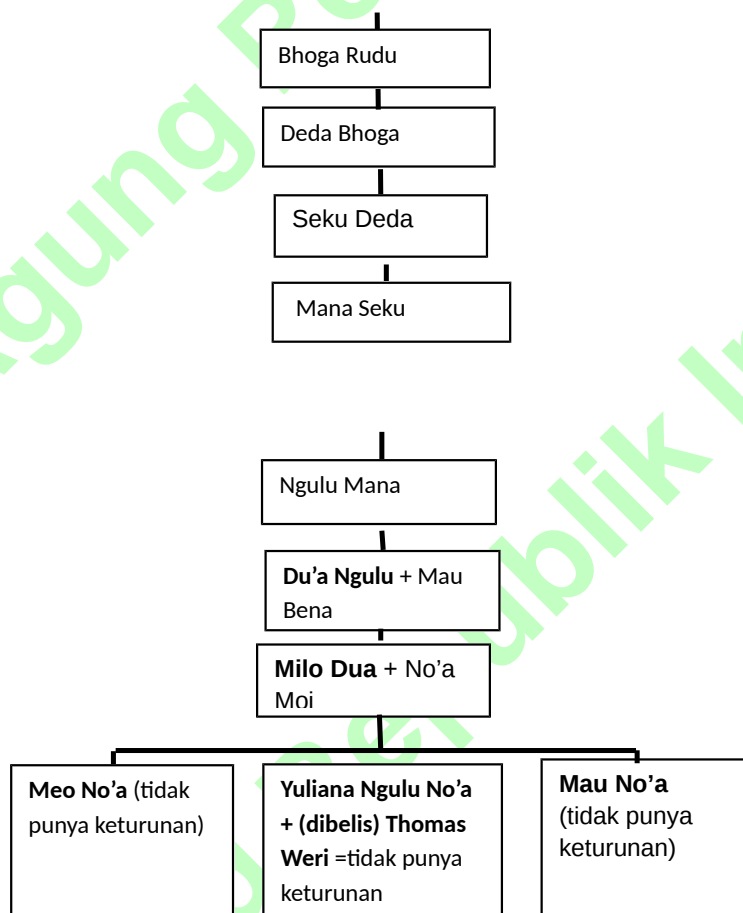 Bhoga Rudu
Deda Bhoga
Seku Deda
Mana Seku
Ngulu Mana
Du’a Ngulu + Mau
Bena
Milo Dua + No’a
Moi
Meo No’a (tidak
punya keturunan)
Yuliana Ngulu No’a
+ (dibelis) Thomas
Weri =tidak punya
keturunan
Mau No’a
(tidak punya
keturunan)